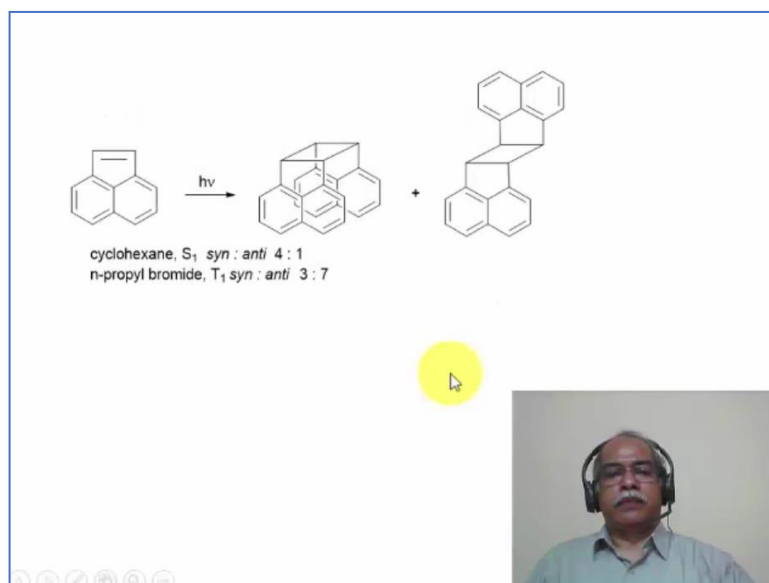 hν
+
cyclohexane, S₁ syn : anti 4 : 1
n-propyl bromide, T₁ syn : anti 3 : 7